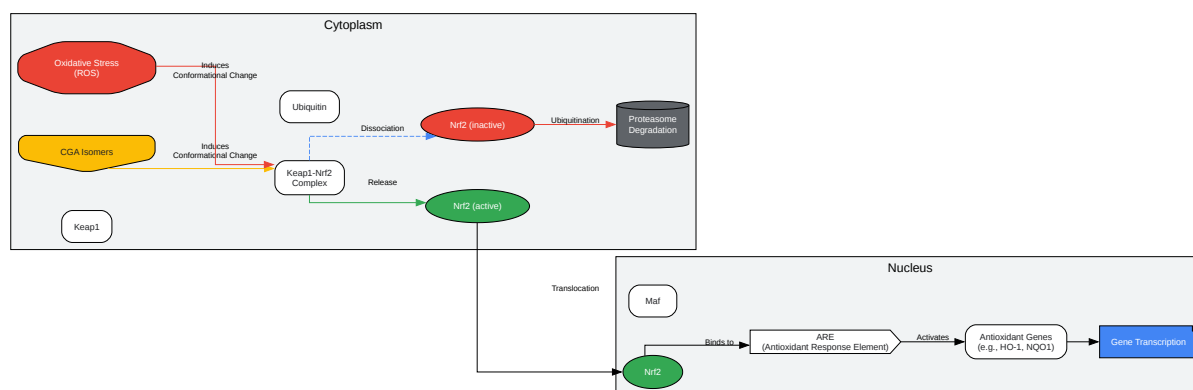 Cytoplasm
Oxidative Stress
(ROS)
Induces
Conformational Change
Ubiquitin
Dissociation
Nrf2 (inactive)
Ubiquitination
Proteasome
Degradation
CGA Isomers
Induces
Conformational Change
Keap1-Nrf2
Complex
Release
Nrf2 (active)
Keap1
Nucleus
Translocation
Maf
Nrf2
Binds to
ARE
(Antioxidant Response Element)
Activates
Antioxidant Genes
(e.g., HO-1, NQO1)
Gene Transcription